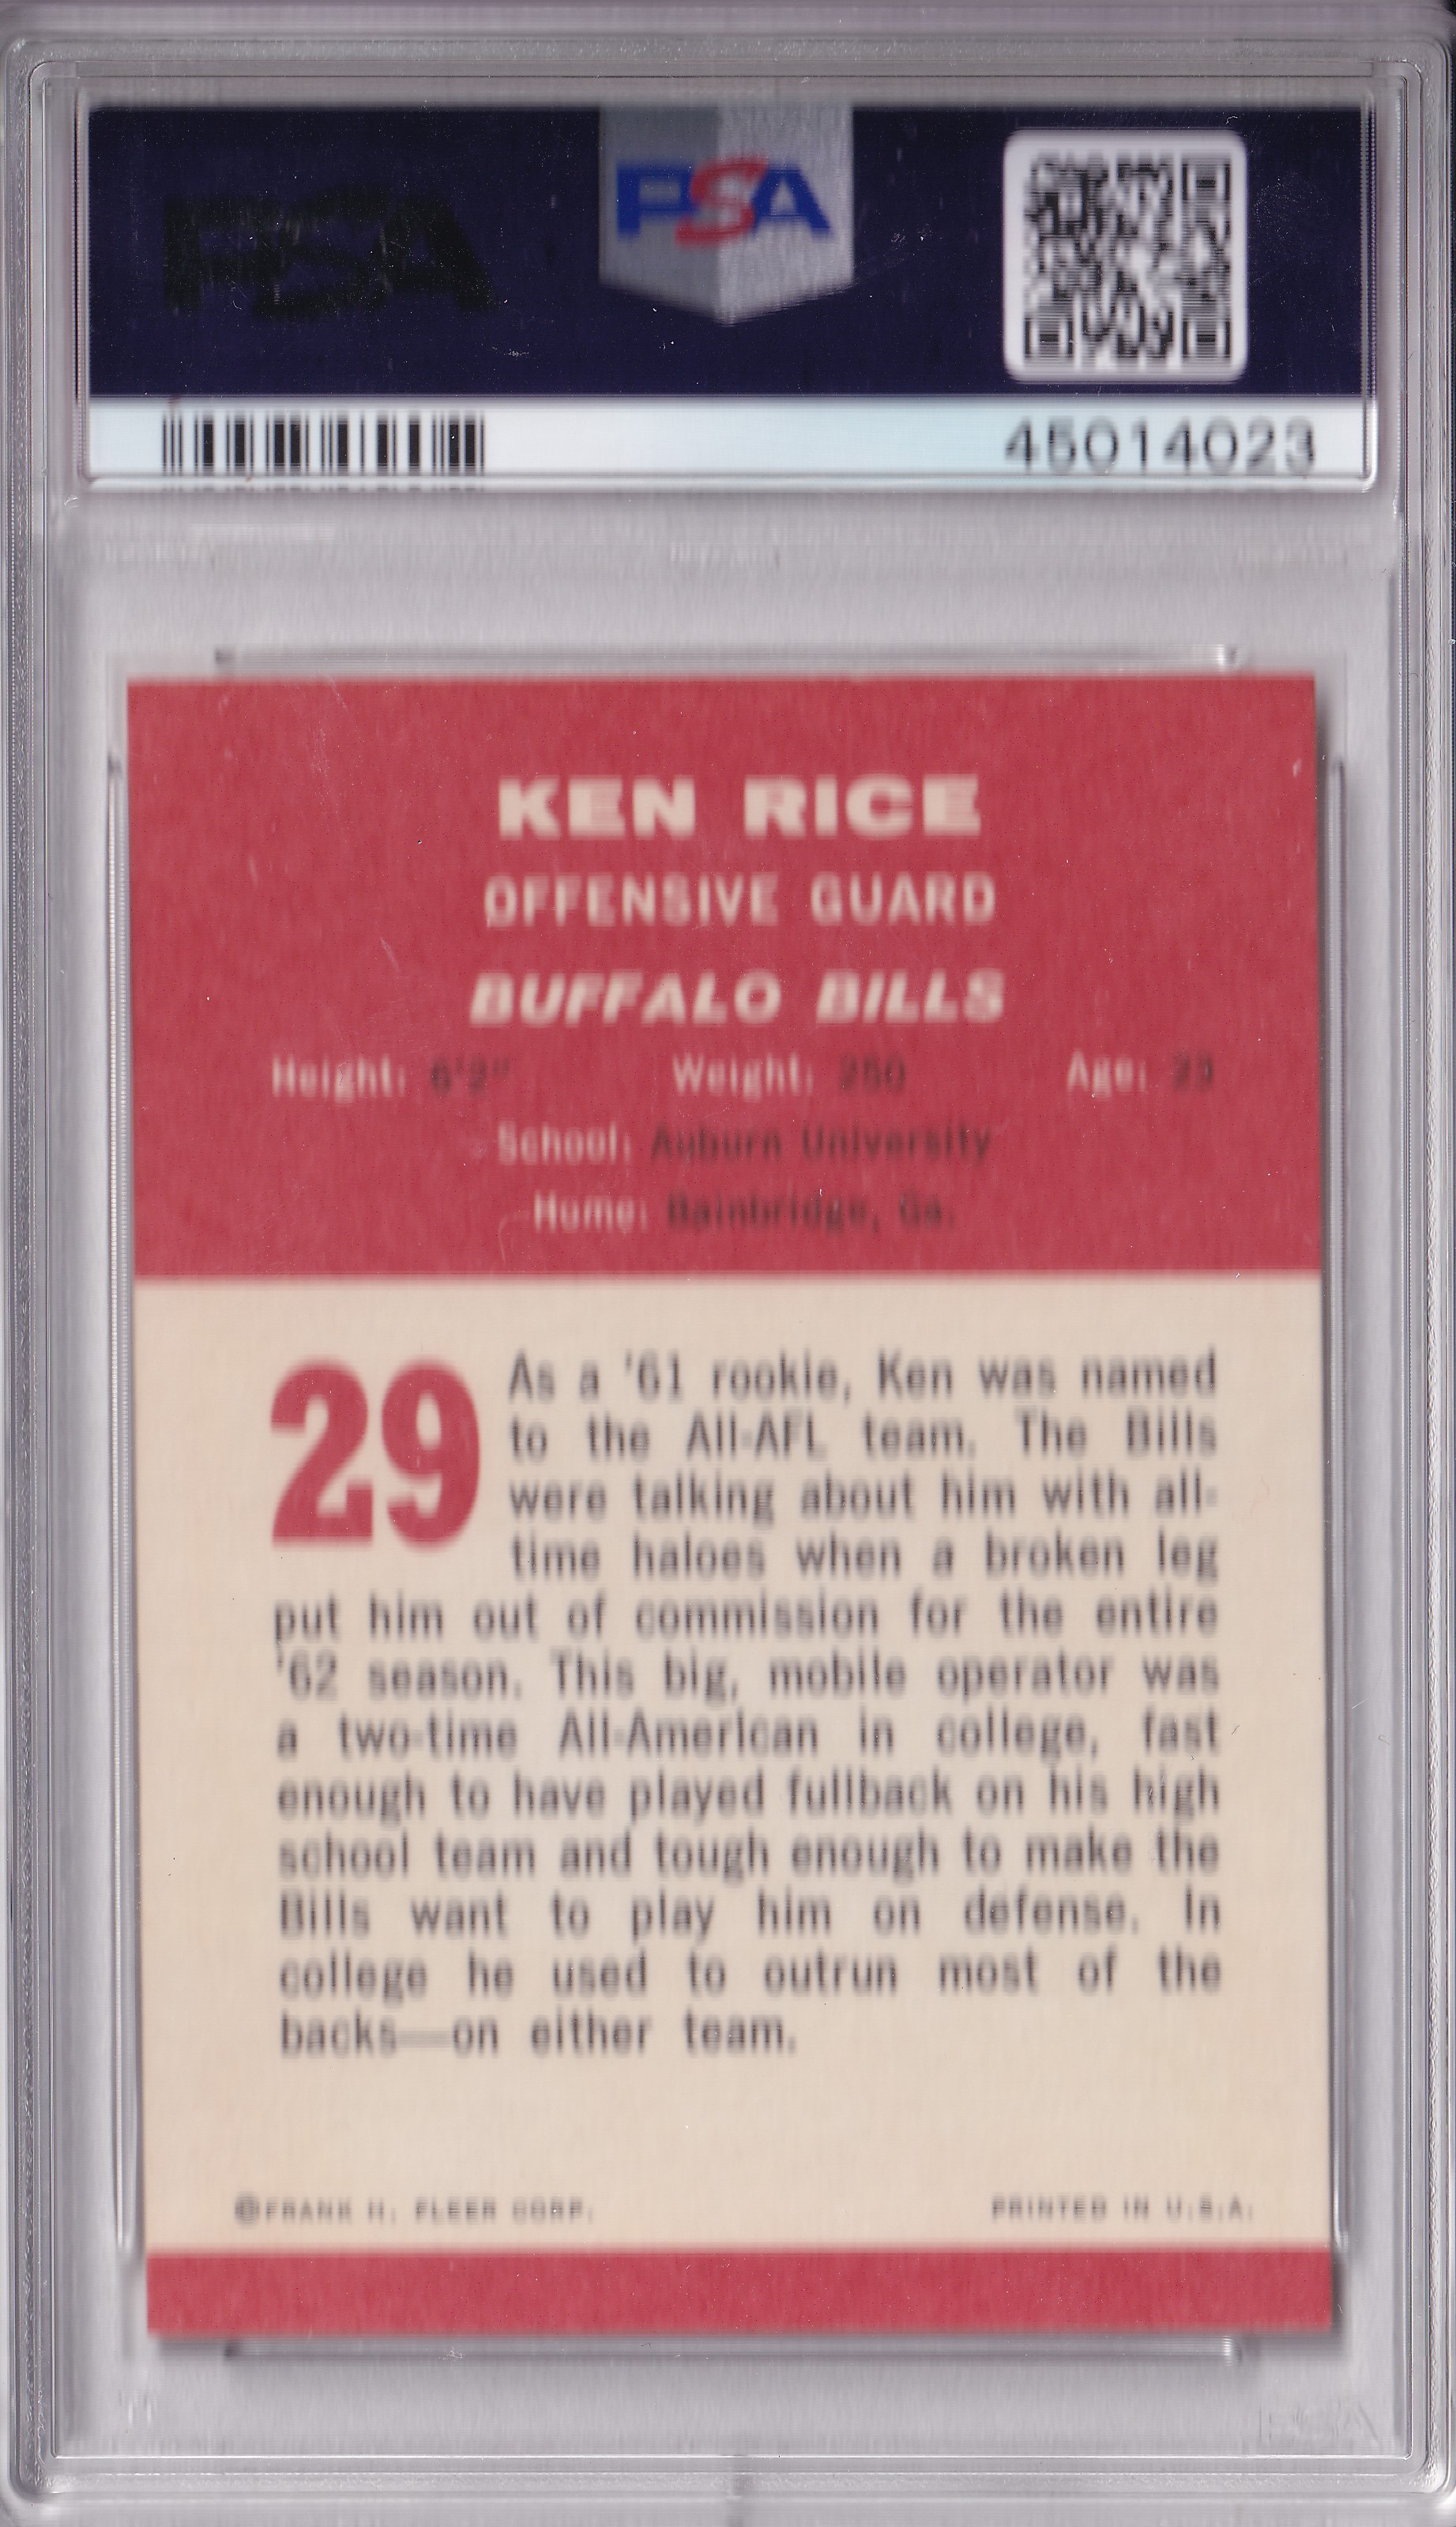 PSA
PSA
45014023
KEN RICE
OFFENSIVE GUARD
BUFFALO BILLS
Height: 6'2" Weight: 250 Age: 23
School: Auburn University
Home: Bainbridge, Ga.
29
As a '61 rookie, Ken was named
to the All-AFL team. The Bills
were talking about him with all-
time haloes when a broken leg
put him out of commission for the entire
'62 season. This big, mobile operator was
a two-time All-American in college, fast
enough to have played fullback on his high
school team and tough enough to make the
Bills want to play him on defense. In
college he used to outrun most of the
backs—on either team.
©FRANK H. FLEER CORP. PRINTED IN U.S.A.
PSA